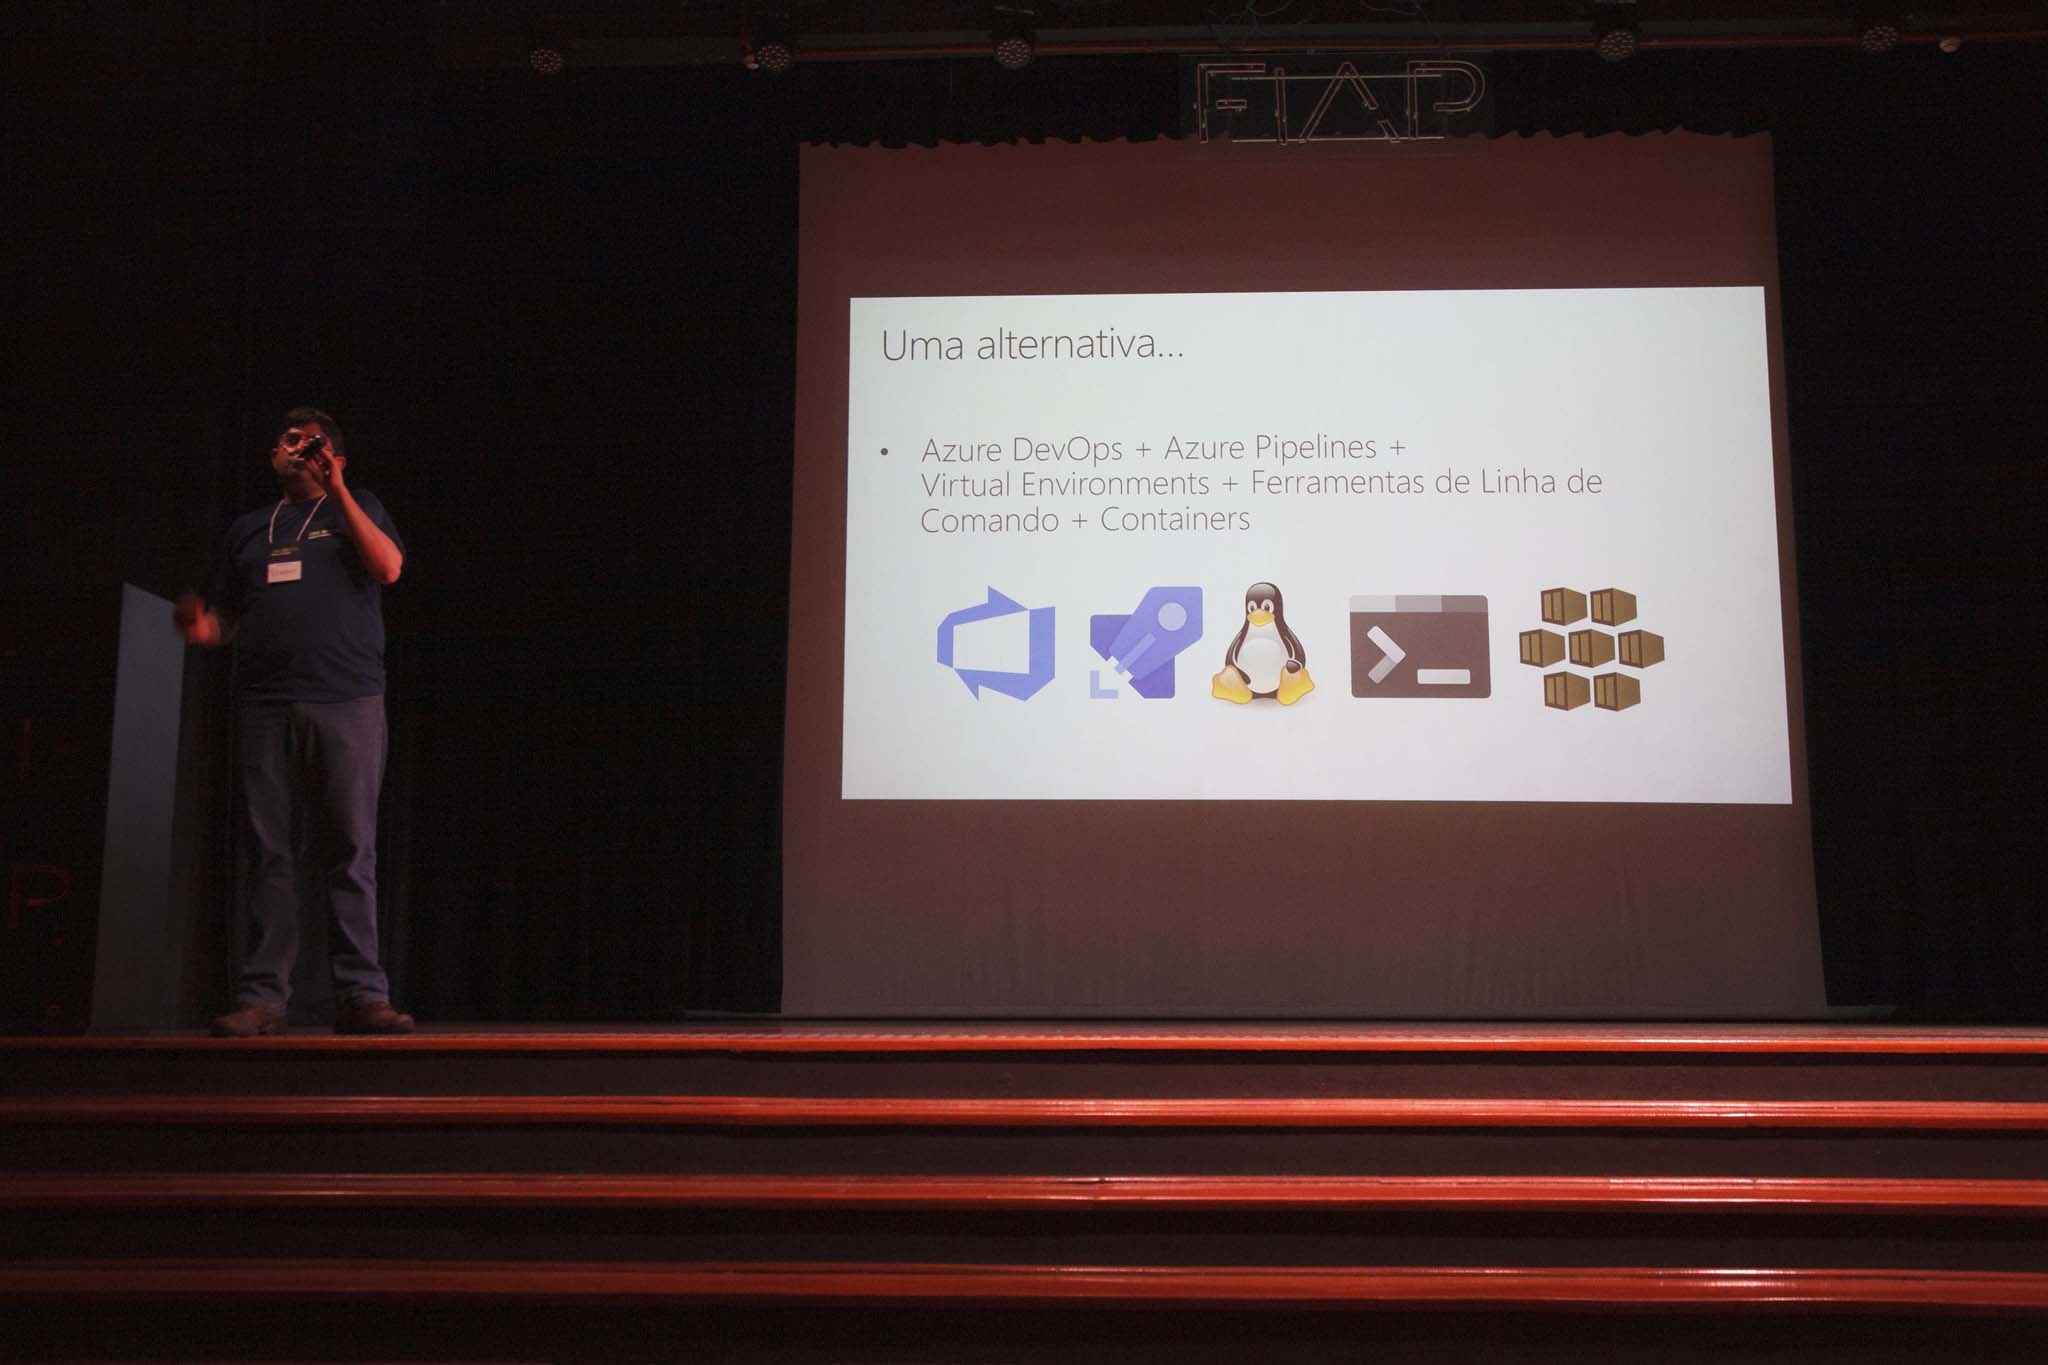 FIAP
Uma alternativa...
• Azure DevOps + Azure Pipelines +
Virtual Environments + Ferramentas de Linha de
Comando + Containers